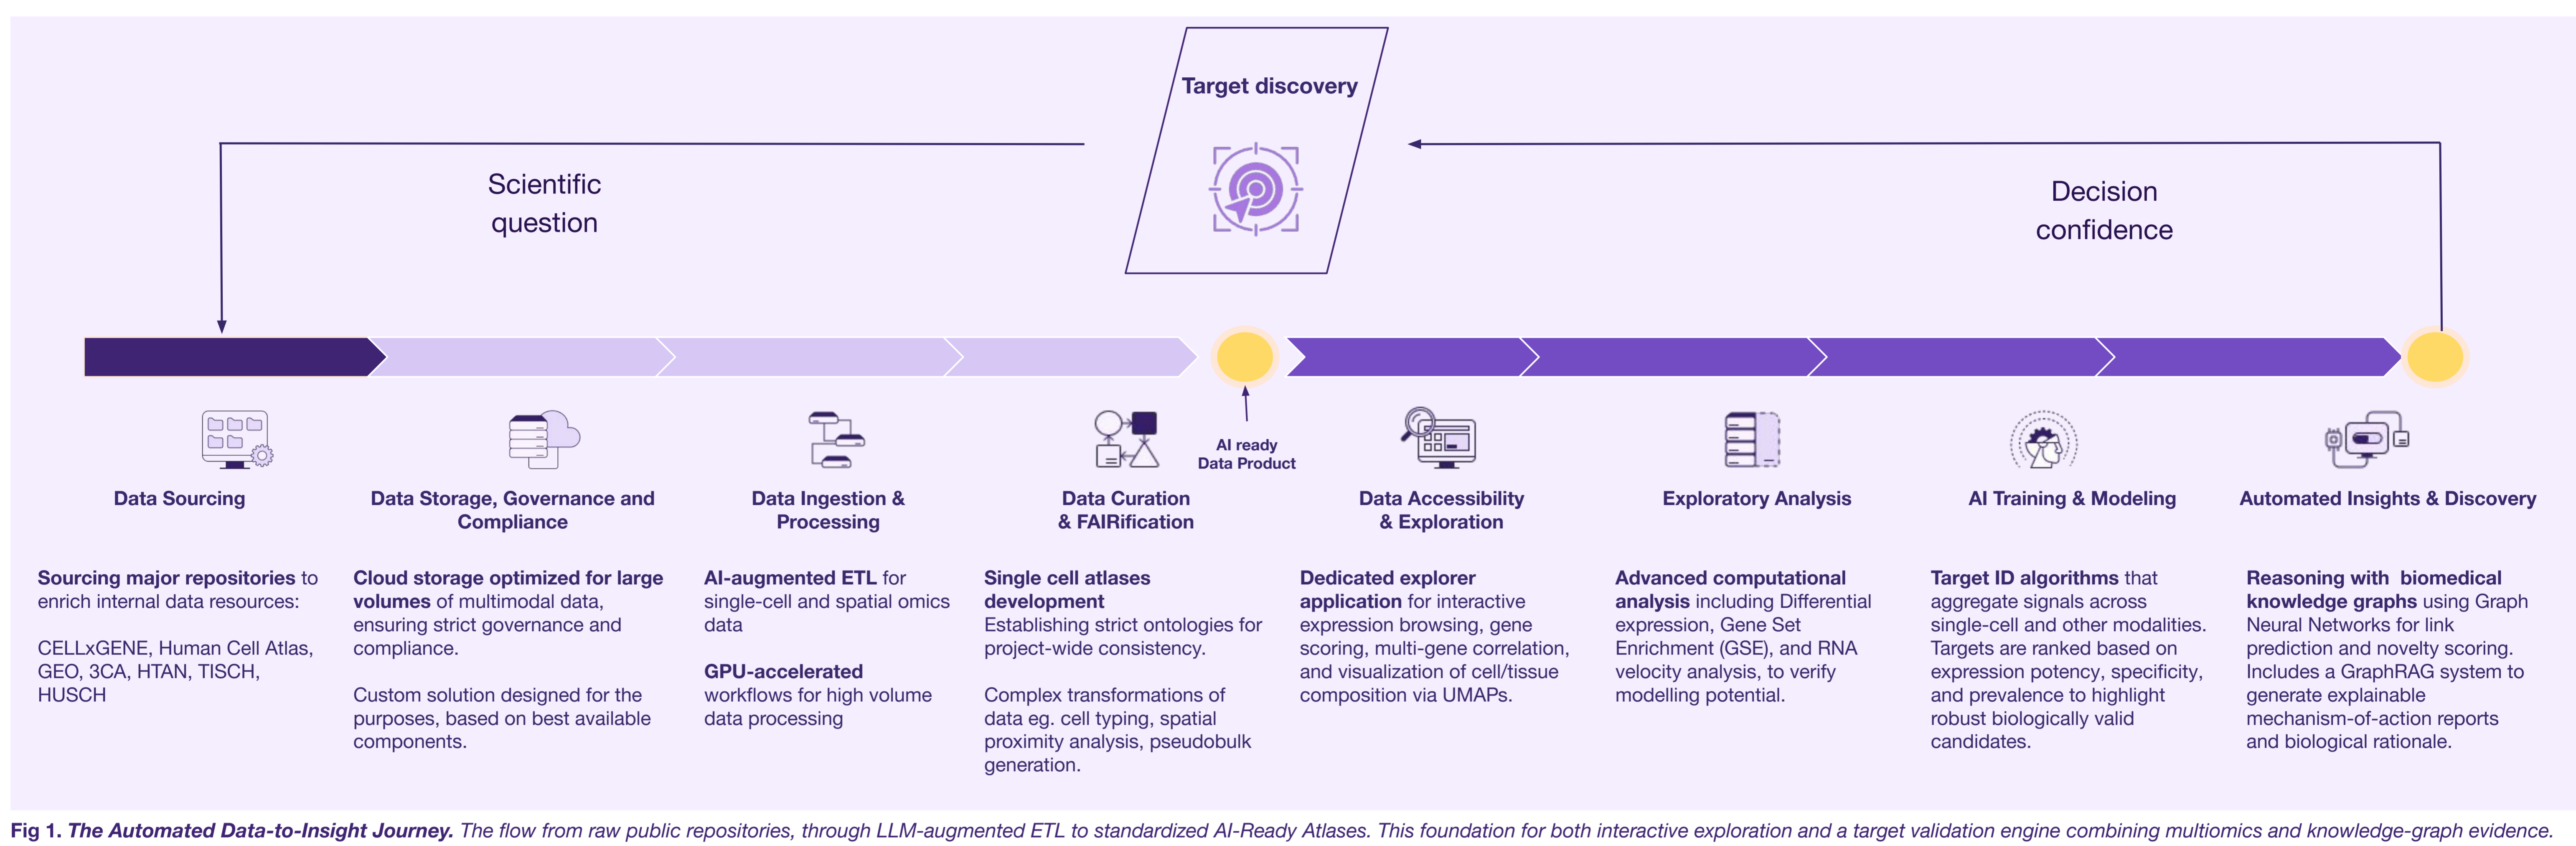 Target discovery
Scientific
question
Decision
confidence
AI ready
Data Product
Data Sourcing
Sourcing major repositories to
enrich internal data resources:
CELLxGENE, Human Cell Atlas,
GEO, 3CA, HTAN, TISCH,
HUSCH
Data Storage, Governance and
Compliance
Cloud storage optimized for large
volumes of multimodal data,
ensuring strict governance and
compliance.
Custom solution designed for the
purposes, based on best available
components.
Data Ingestion &
Processing
AI-augmented ETL for
single-cell and spatial omics
data
GPU-accelerated
workflows for high volume
data processing
Data Curation
& FAIRification
Single cell atlases
development
Establishing strict ontologies for
project-wide consistency.
Complex transformations of
data eg. cell typing, spatial
proximity analysis, pseudobulk
generation.
Data Accessibility
& Exploration
Dedicated explorer
application for interactive
expression browsing, gene
scoring, multi-gene correlation,
and visualization of cell/tissue
composition via UMAPs.
Exploratory Analysis
Advanced computational
analysis including Differential
expression, Gene Set
Enrichment (GSE), and RNA
velocity analysis, to verify
modelling potential.
AI Training & Modeling
Target ID algorithms that
aggregate signals across
single-cell and other modalities.
Targets are ranked based on
expression potency, specificity,
and prevalence to highlight
robust biologically valid
candidates.
Automated Insights & Discovery
Reasoning with biomedical
knowledge graphs using Graph
Neural Networks for link
prediction and novelty scoring.
Includes a GraphRAG system to
generate explainable
mechanism-of-action reports
and biological rationale.
Fig 1. The Automated Data-to-Insight Journey. The flow from raw public repositories, through LLM-augmented ETL to standardized AI-Ready Atlases. This foundation for both interactive exploration and a target validation engine combining multiomics and knowledge-graph evidence.